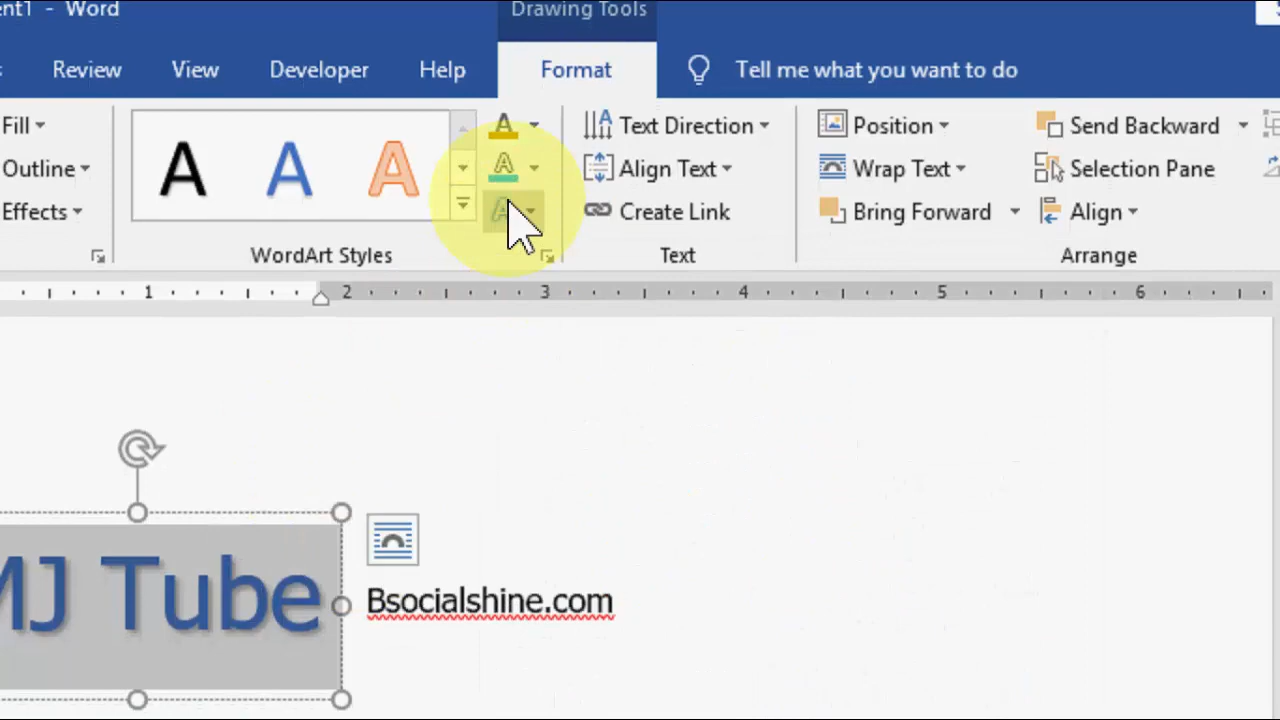 nt1 - Word
Drawing Tools
Review View Developer Help Format Tell me what you want to do
Fill
Outline
Effects
A A A
WordArt Styles
Text Direction
Align Text
Create Link
Text
Position
Wrap Text
Bring Forward
Send Backward
Selection Pane
Align
Arrange
1 2 3 4 5 6
MJ Tube
Bsocialshine.com